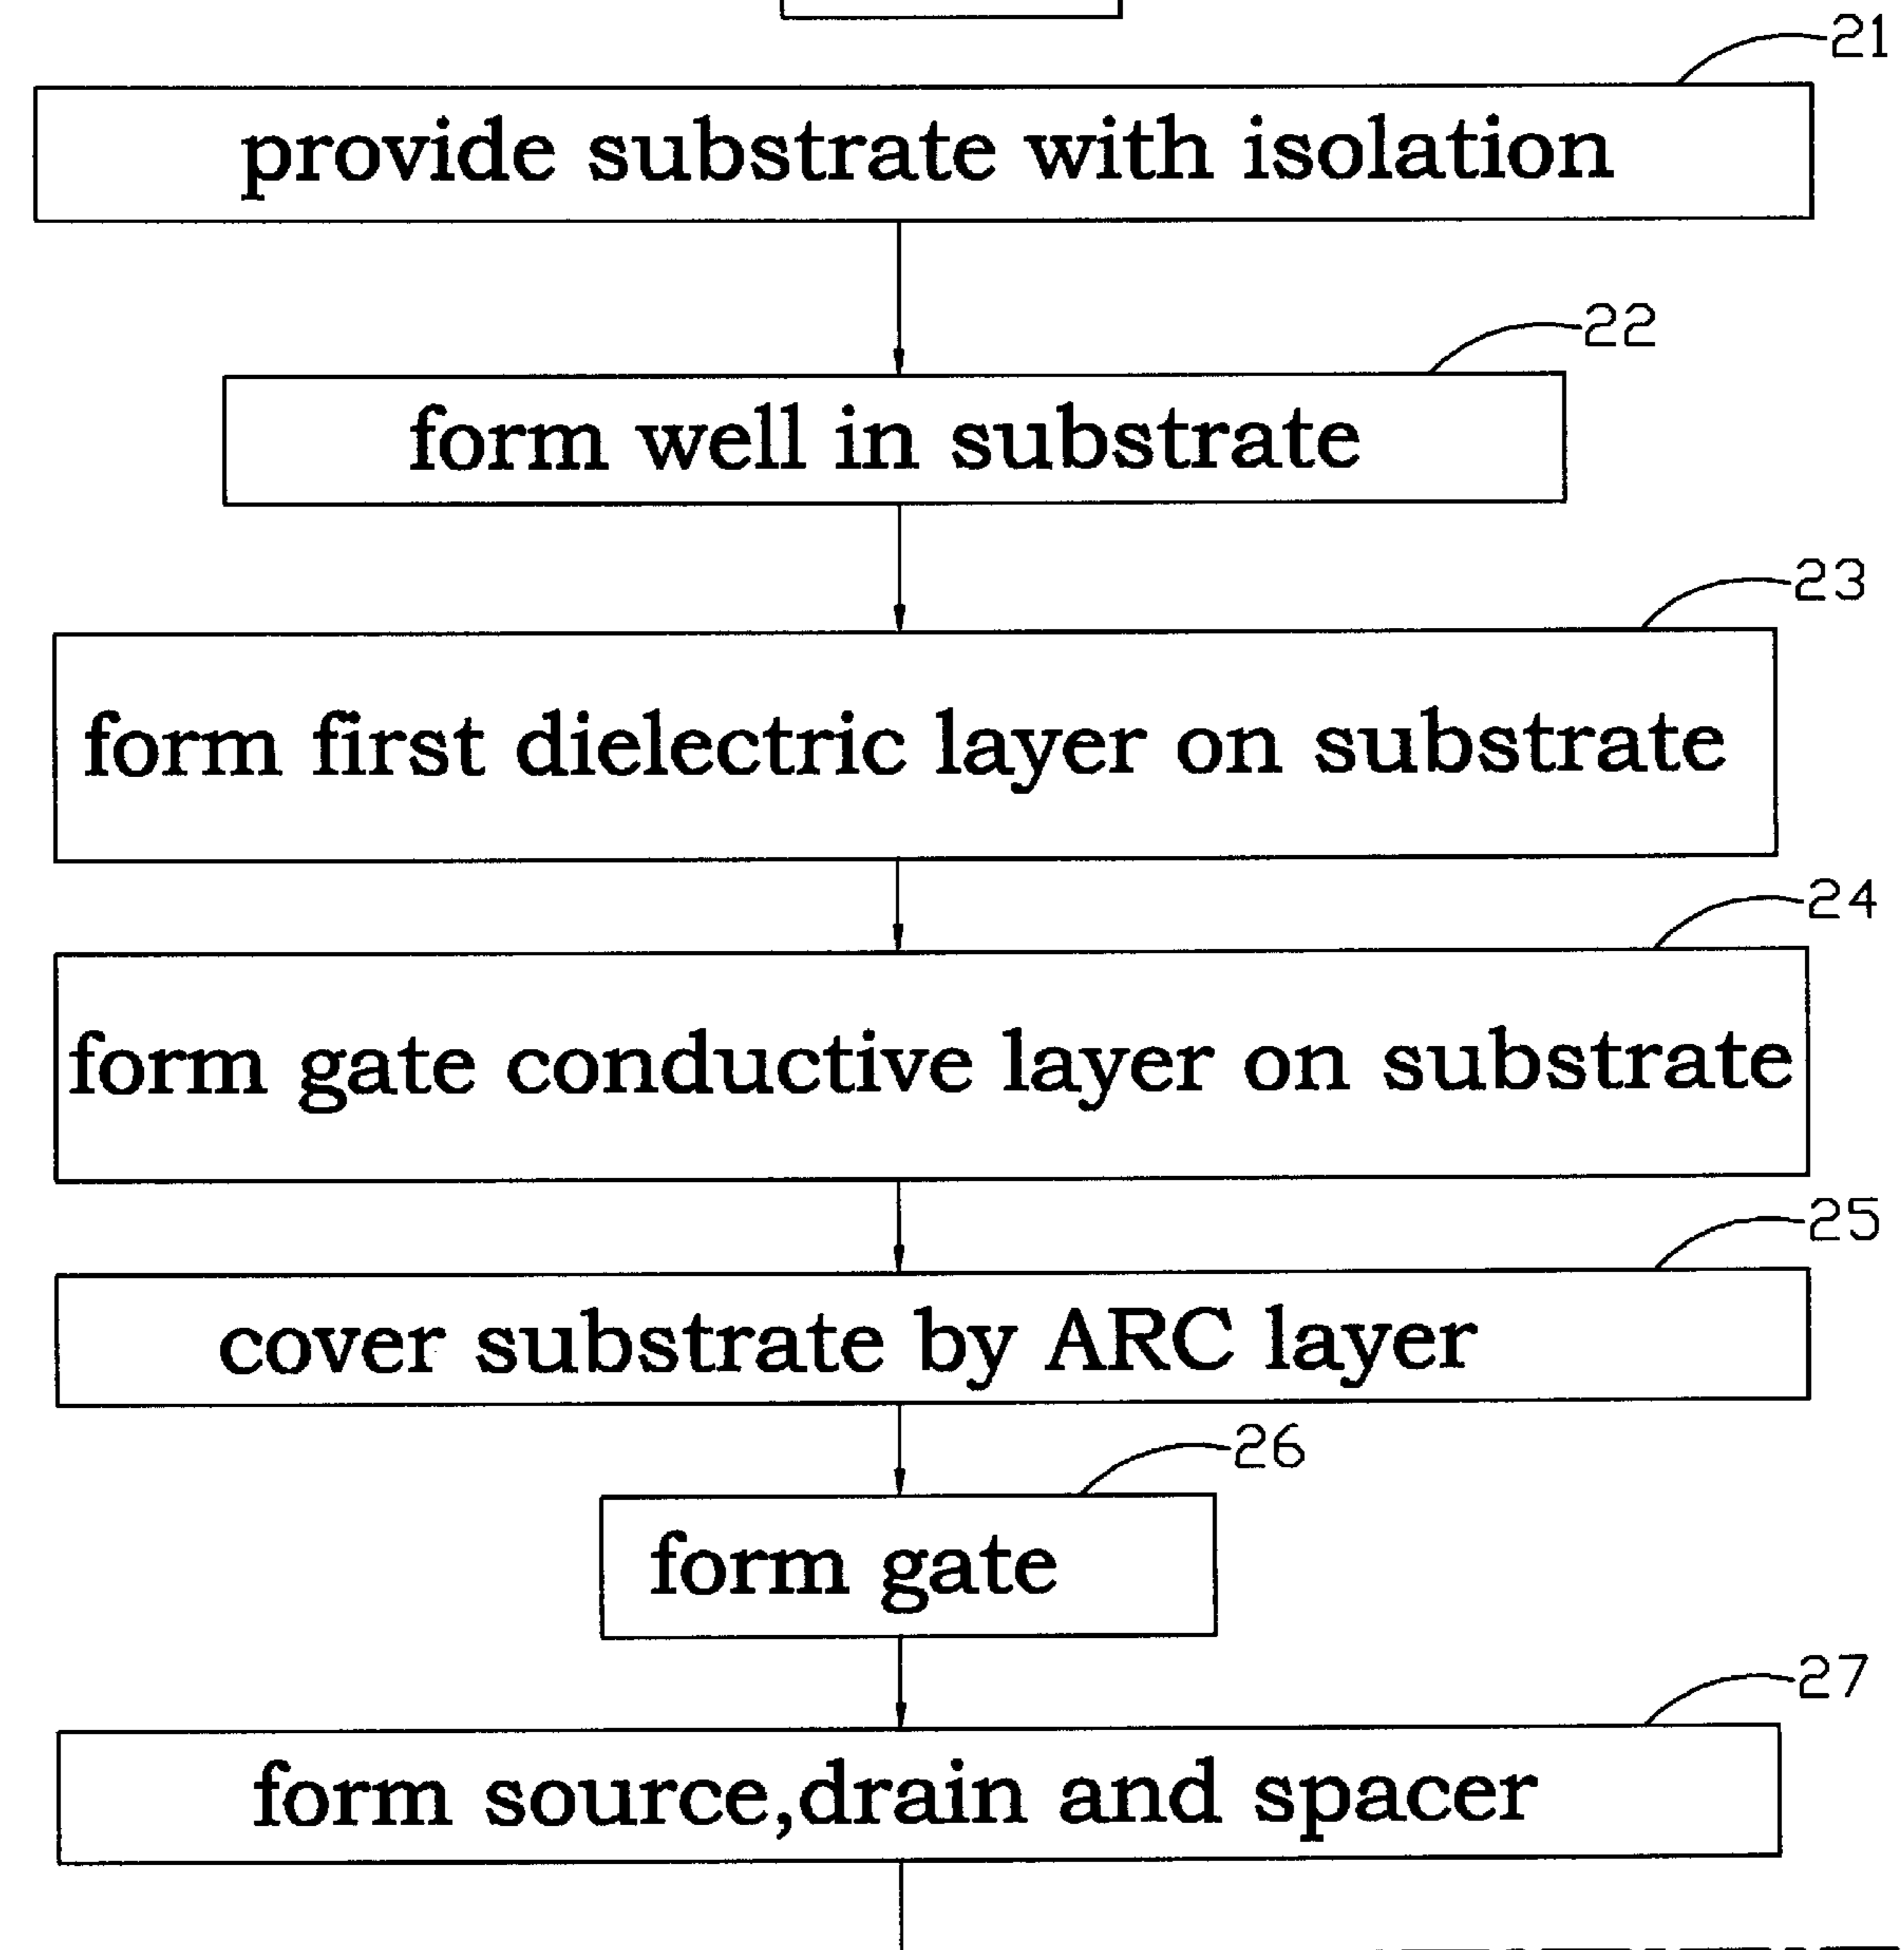 21
provide substrate with isolation
22
form well in substrate
23
form first dielectric layer on substrate
24
form gate conductive layer on substrate
25
cover substrate by ARC layer
26
form gate
27
form source,drain and spacer